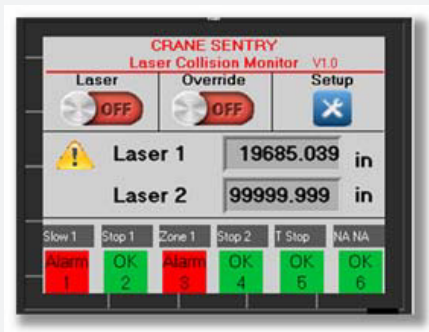 CRANE SENTRY
Laser Collision Monitor V1.0
Laser Override Setup
OFF OFF
Laser 1 19685.039 in
Laser 2 99999.999 in
Slow 1 Stop 1 Zone 1 Stop 2 T Stop NA NA
Alarm OK Alarm OK OK OK
1 2 3 4 5 6